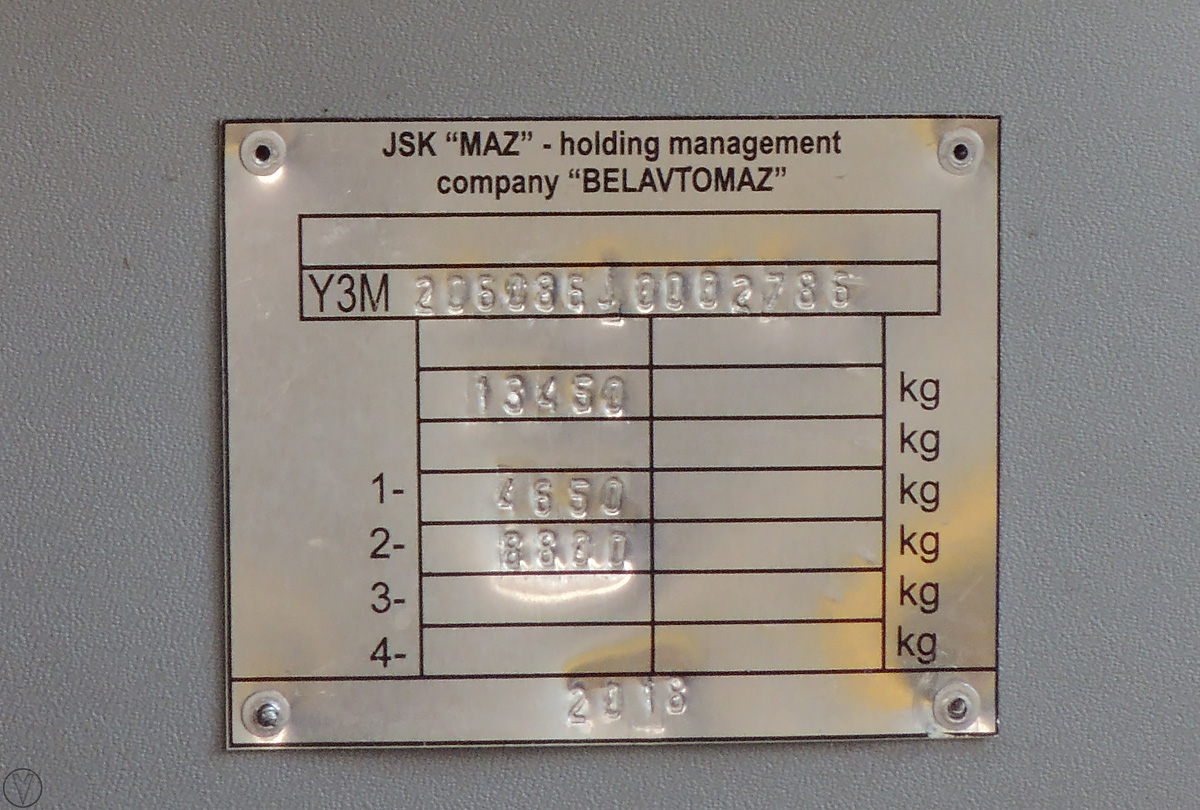 JSK “MAZ” - holding management
company “BELAVTOMAZ”
Y3M 206086J0002786
13450 kg
kg
1- 4650 kg
2- 8800 kg
3- kg
4- kg
2018